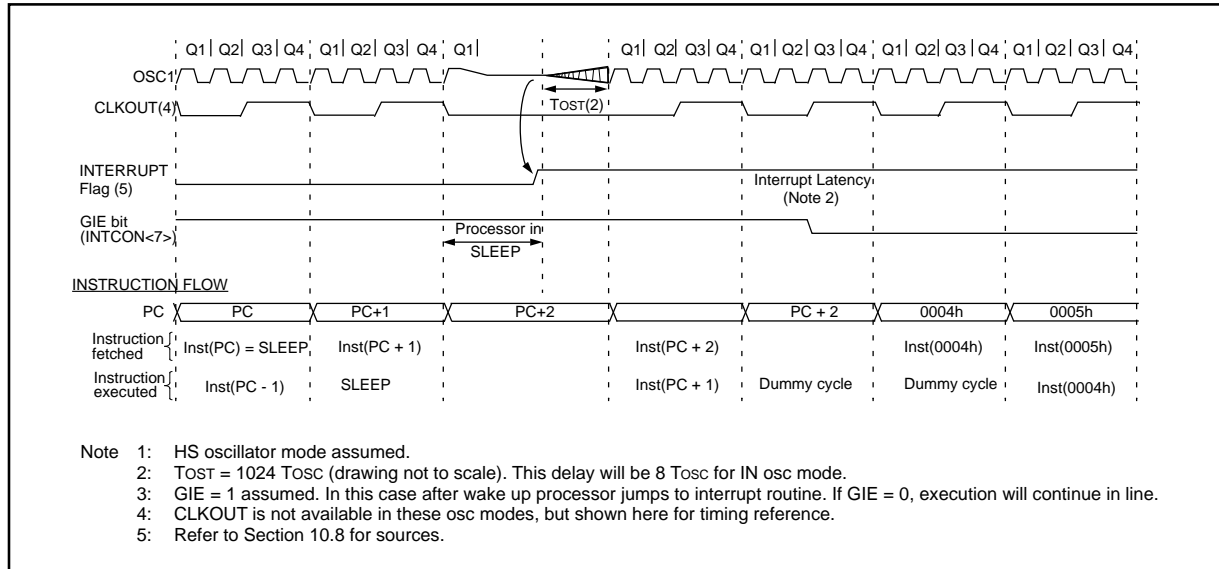 Q1| Q2| Q3| Q4 Q1| Q2| Q3| Q4 Q1| Q1| Q2| Q3| Q4 Q1| Q2| Q3| Q4 Q1| Q2| Q3| Q4 Q1| Q2| Q3| Q4
OSC1
TOST(2)
CLKOUT(4)
INTERRUPT
Flag (5)
Interrupt Latency
(Note 2)
GIE bit
(INTCON<7>)
Processor in
SLEEP
INSTRUCTION FLOW
PC PC PC+1 PC+2 PC + 2 0004h 0005h
Instruction
fetched Inst(PC) = SLEEP Inst(PC + 1) Inst(PC + 2) Inst(0004h) Inst(0005h)
Instruction
executed Inst(PC - 1) SLEEP Inst(PC + 1) Dummy cycle Dummy cycle Inst(0004h)
Note 1: HS oscillator mode assumed.
2: TOST = 1024 TOSC (drawing not to scale). This delay will be 8 TOSC for IN osc mode.
3: GIE = 1 assumed. In this case after wake up processor jumps to interrupt routine. If GIE = 0, execution will continue in line.
4: CLKOUT is not available in these osc modes, but shown here for timing reference.
5: Refer to Section 10.8 for sources.